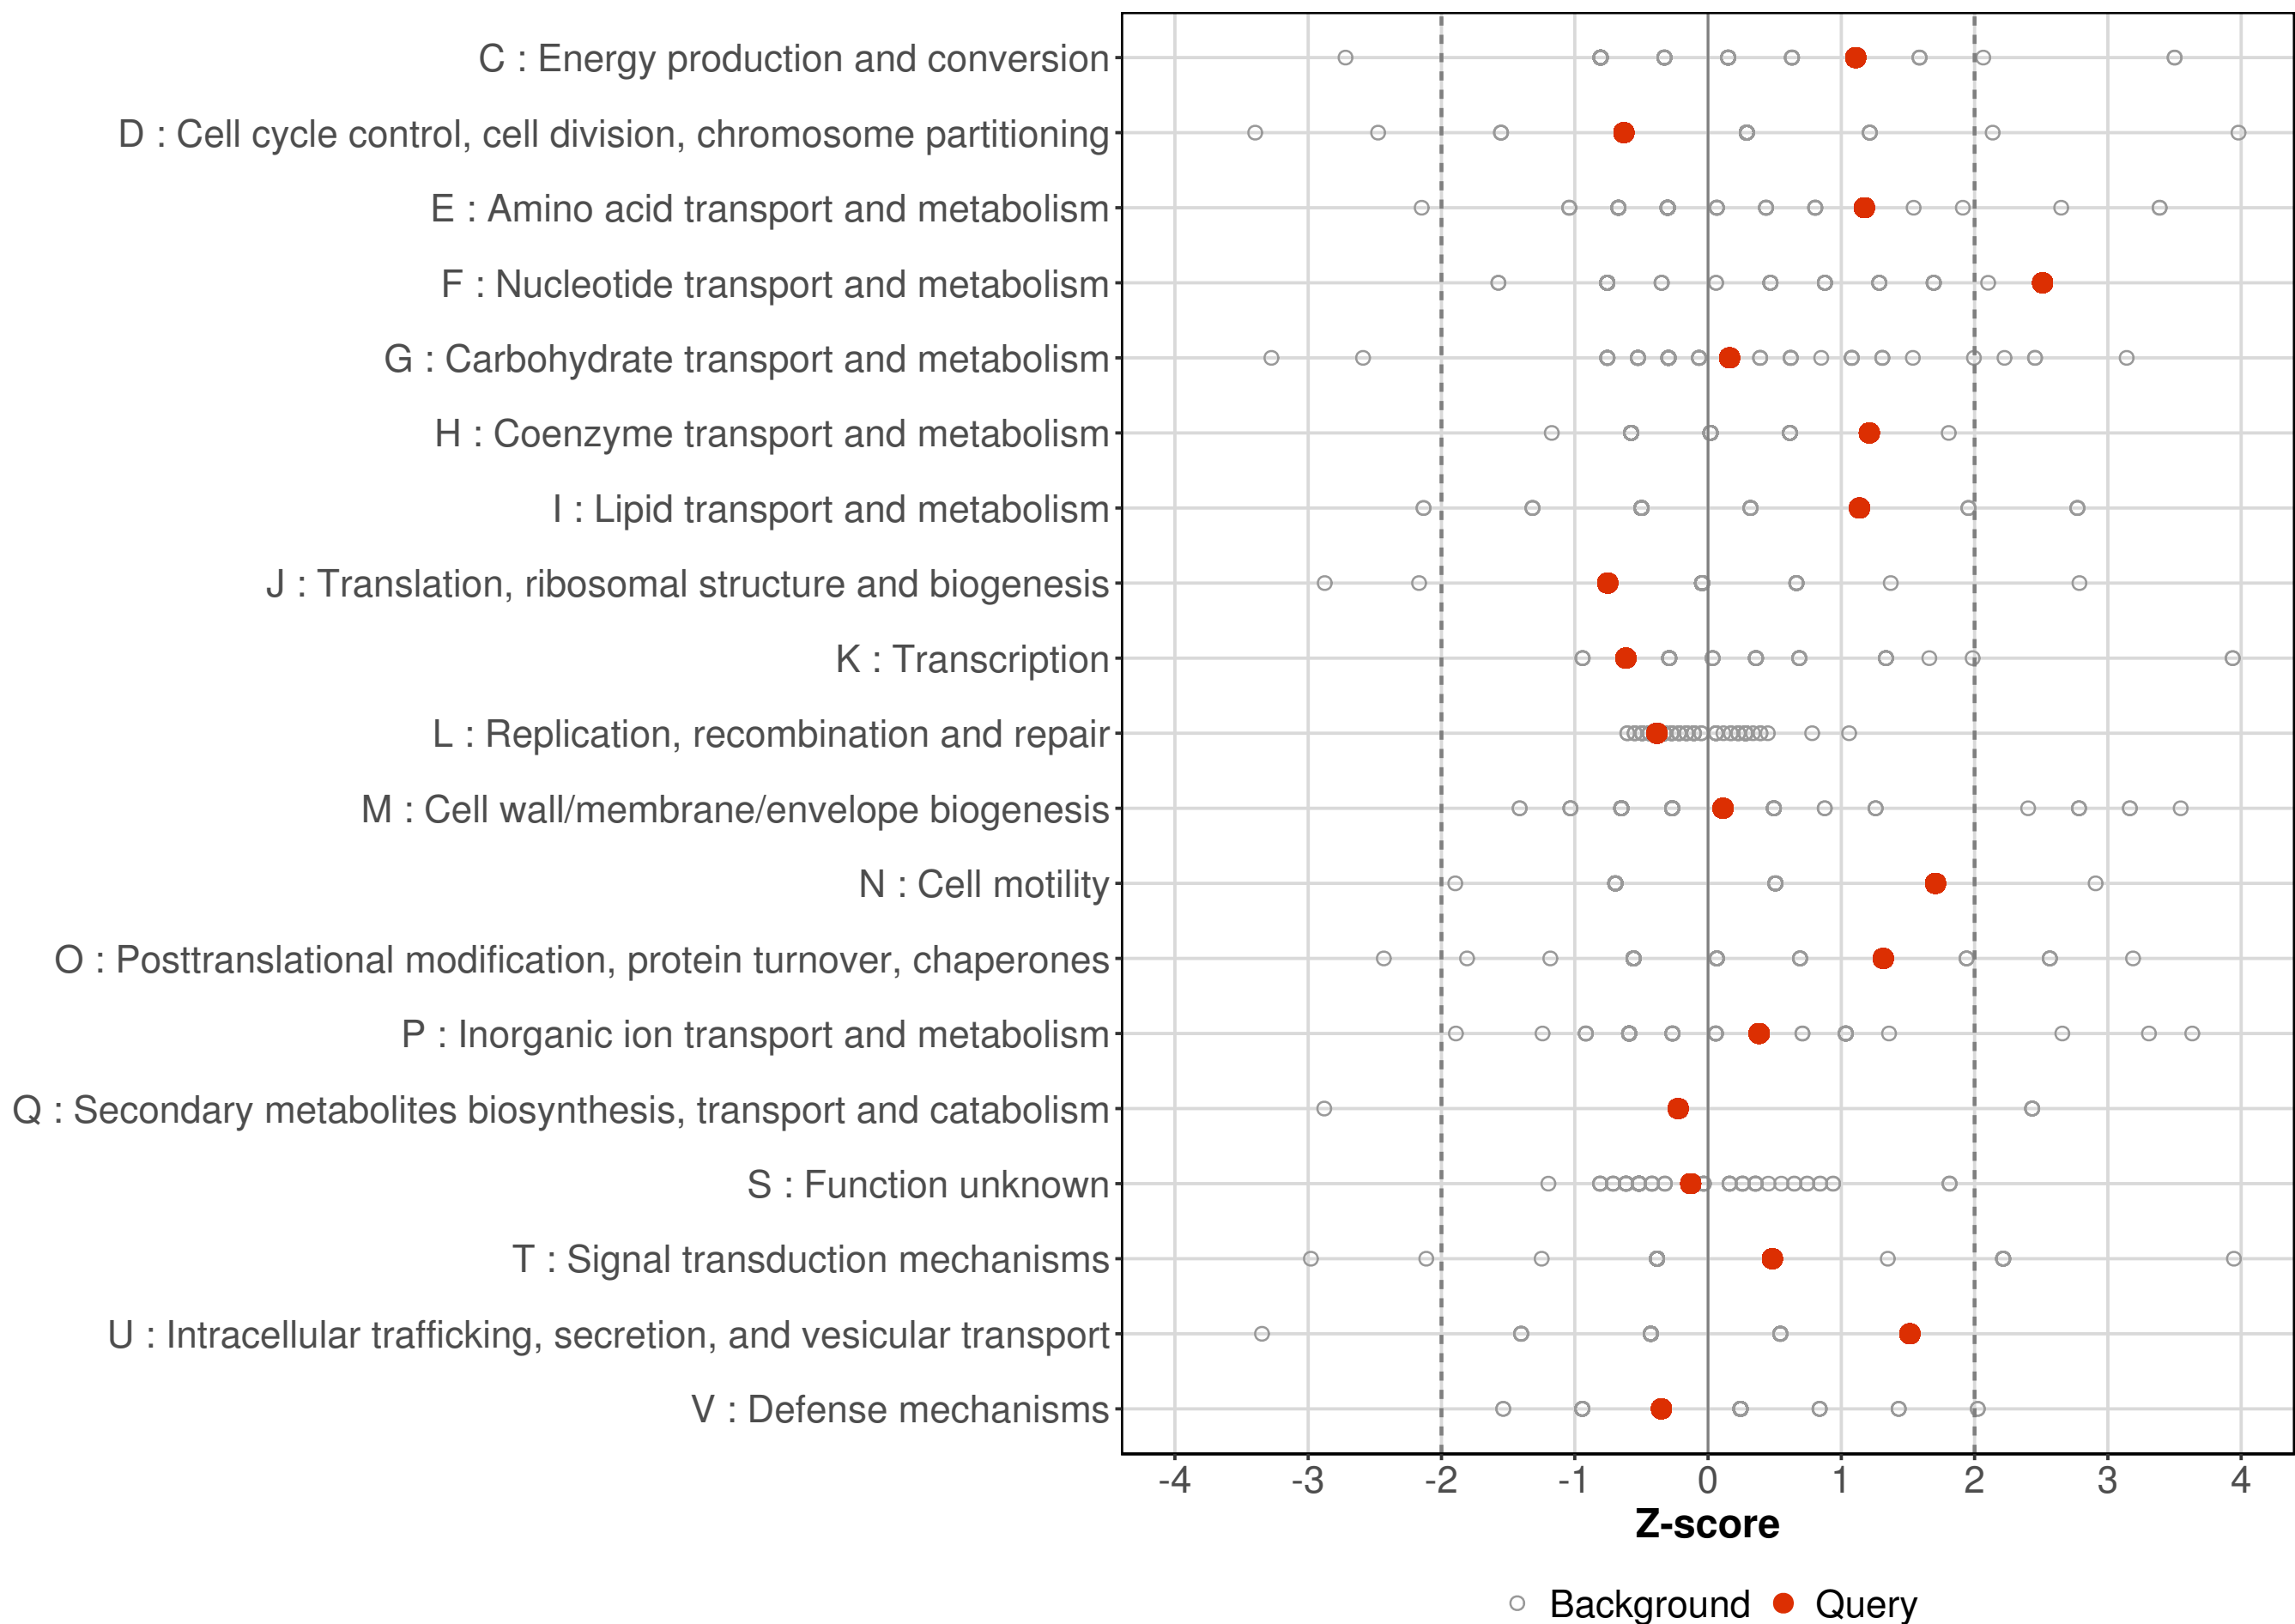 C : Energy production and conversion
D : Cell cycle control, cell division, chromosome partitioning
E : Amino acid transport and metabolism
F : Nucleotide transport and metabolism
G : Carbohydrate transport and metabolism
H : Coenzyme transport and metabolism
I : Lipid transport and metabolism
J : Translation, ribosomal structure and biogenesis
K : Transcription
L : Replication, recombination and repair
M : Cell wall/membrane/envelope biogenesis
N : Cell motility
O : Posttranslational modification, protein turnover, chaperones
P : Inorganic ion transport and metabolism
Q : Secondary metabolites biosynthesis, transport and catabolism
S : Function unknown
T : Signal transduction mechanisms
U : Intracellular trafficking, secretion, and vesicular transport
V : Defense mechanisms
-4 -3 -2 -1 0 1 2 3 4
Z-score
Background Query